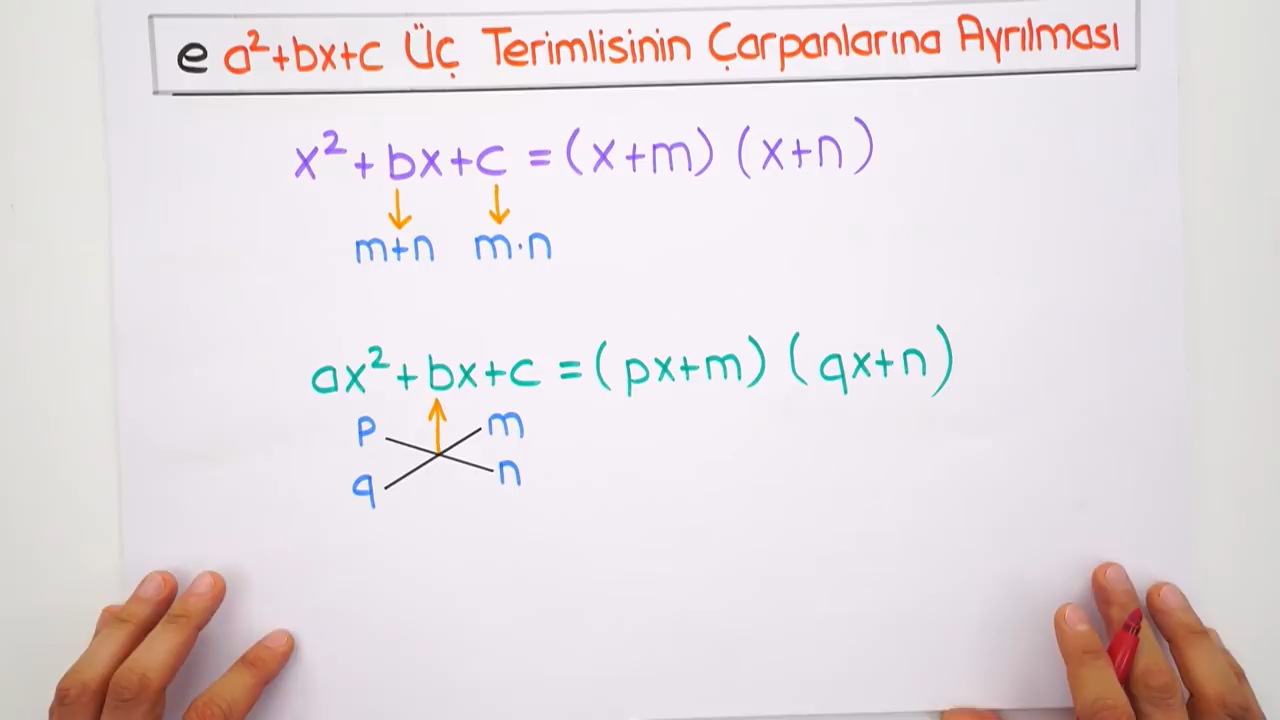 e a²+bx+c Üç Terimlisinin Çarpanlarına Ayrılması
x²+bx+c=(x+m)(x+n)
m+n m·n
ax²+bx+c=(px+m)(qx+n)
p m
q n